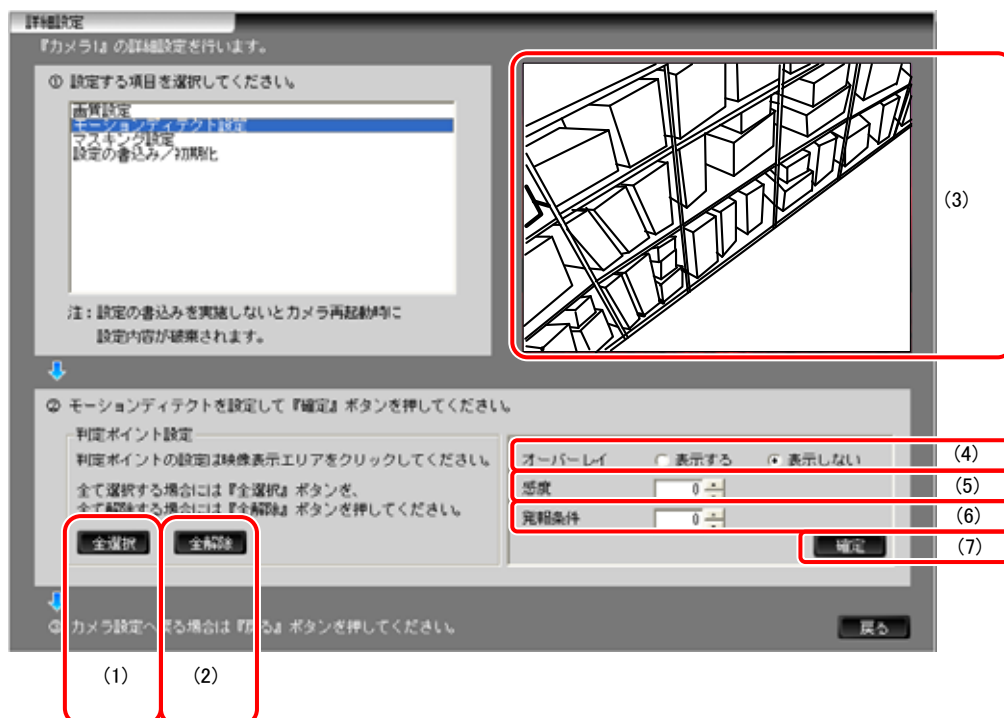 詳細設定
『カメラ1』の詳細設定を行います。
① 設定する項目を選択してください。
画質設定
モーションディテクト設定
マスキング設定
設定の書込み／初期化
注：設定の書込みを実施しないとカメラ再起動時に
設定内容が破棄されます。
(3)
② モーションディテクトを設定して『確定』ボタンを押してください。
判定ポイント設定
判定ポイントの設定は映像表示エリアをクリックしてください。
全て選択する場合には『全選択』ボタンを、
全て解除する場合には『全解除』ボタンを押してください。
全選択 全解除
オーバーレイ 表示する 表示しない (4)
感度 0 (5)
発報条件 0 (6)
確定 (7)
③ カメラ設定へ戻る場合は『戻る』ボタンを押してください。
戻る
(1) (2)